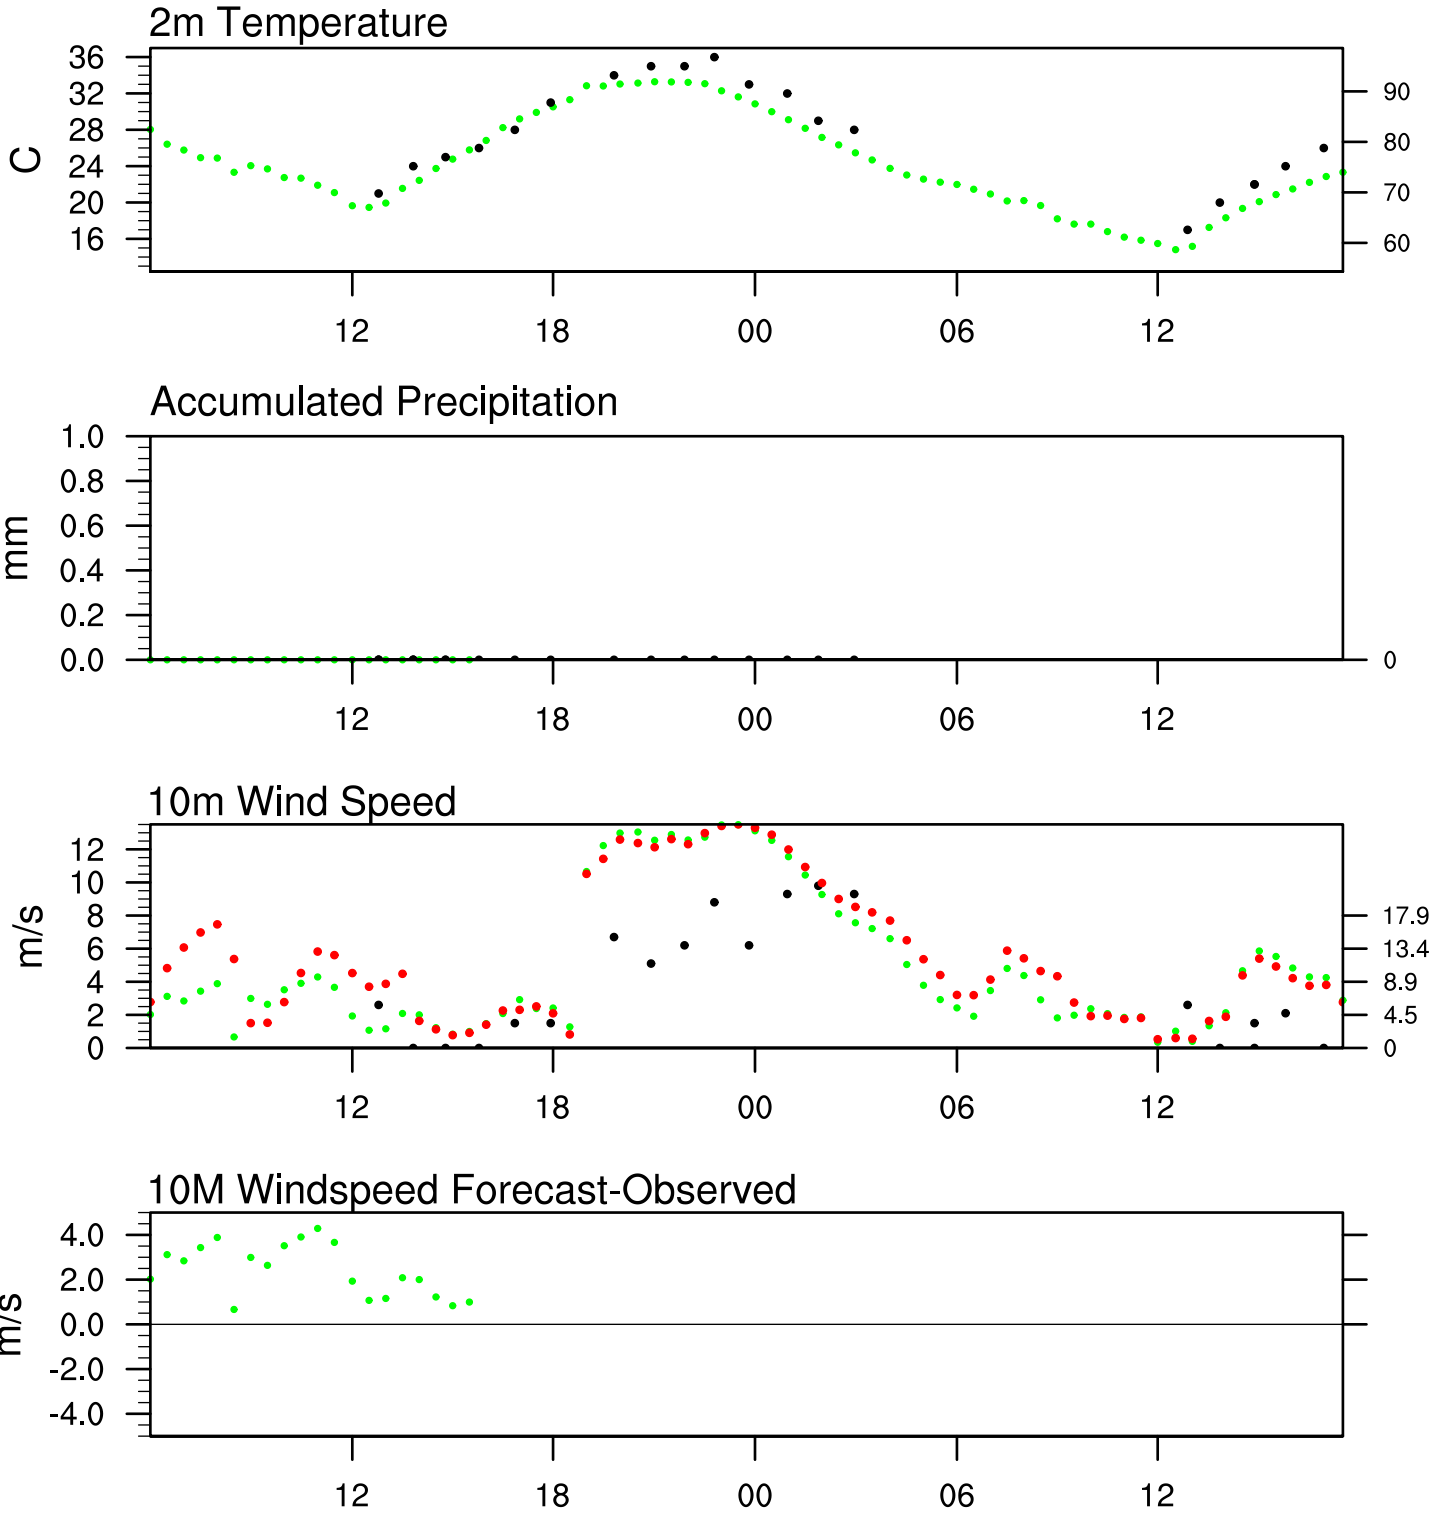 2m Temperature
36
32
28
24
20
16
C
90
80
70
60
12 18 00 06 12
Accumulated Precipitation
1.0
0.8
0.6
0.4
0.2
0.0
mm
0
12 18 00 06 12
10m Wind Speed
12
10
8
6
4
2
0
m/s
17.9
13.4
8.9
4.5
0
12 18 00 06 12
10M Windspeed Forecast-Observed
4.0
2.0
0.0
-2.0
-4.0
m/s
12 18 00 06 12